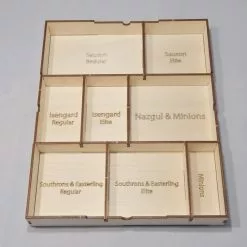 Sauron
Regular
Sauron
Elite
Isengard
Regular
Isengard
Elite
Nazgul & Minions
Southrons & Easterling
Regular
Southrons & Easterling
Elite
Minions